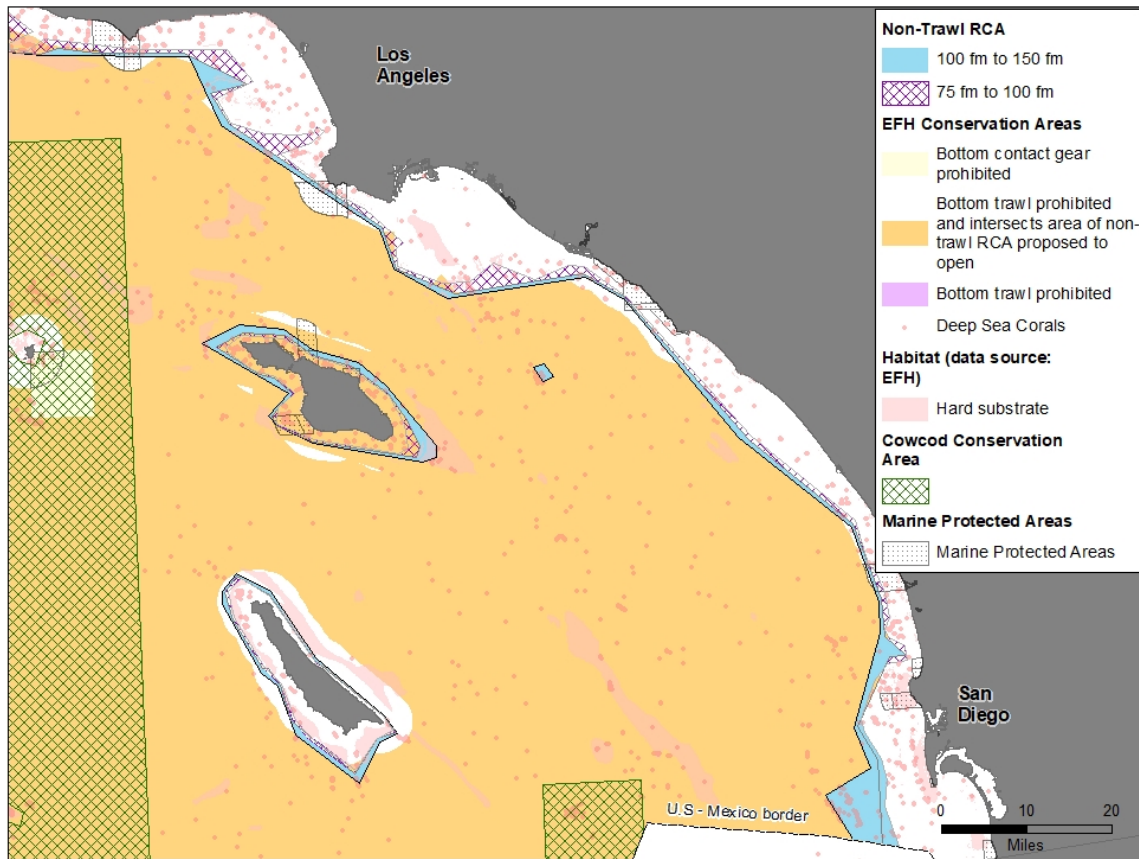 Los
Angeles
San
Diego
U.S - Mexico border
Non-Trawl RCA
100 fm to 150 fm
75 fm to 100 fm
EFH Conservation Areas
Bottom contact gear
prohibited
Bottom trawl prohibited
and intersects area of non-
trawl RCA proposed to
open
Bottom trawl prohibited
Deep Sea Corals
Habitat (data source:
EFH)
Hard substrate
Cowcod Conservation
Area
Marine Protected Areas
Marine Protected Areas
0 10 20
Miles